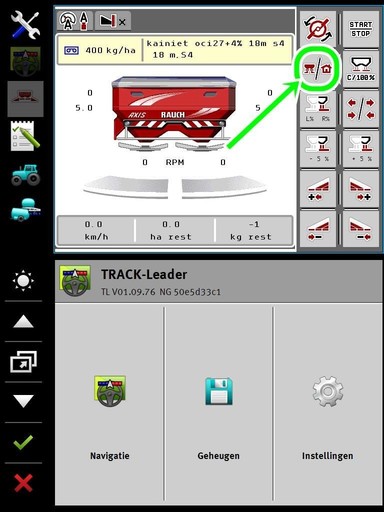 A
START
STOP
400 kg/ha
kainiet oci27+4% 18m s4
18 m.S4
C/100%
0
0
5.0
5
AXIS
RAUCH
L%
R%
0
RPM
0
- 5 %
- 5 %
0.0
km/h
0.0
ha rest
-1
kg rest
TRACK-Leader
TL V01.09.76 NG 50e5d33c1
Navigatie
Geheugen
Instellingen